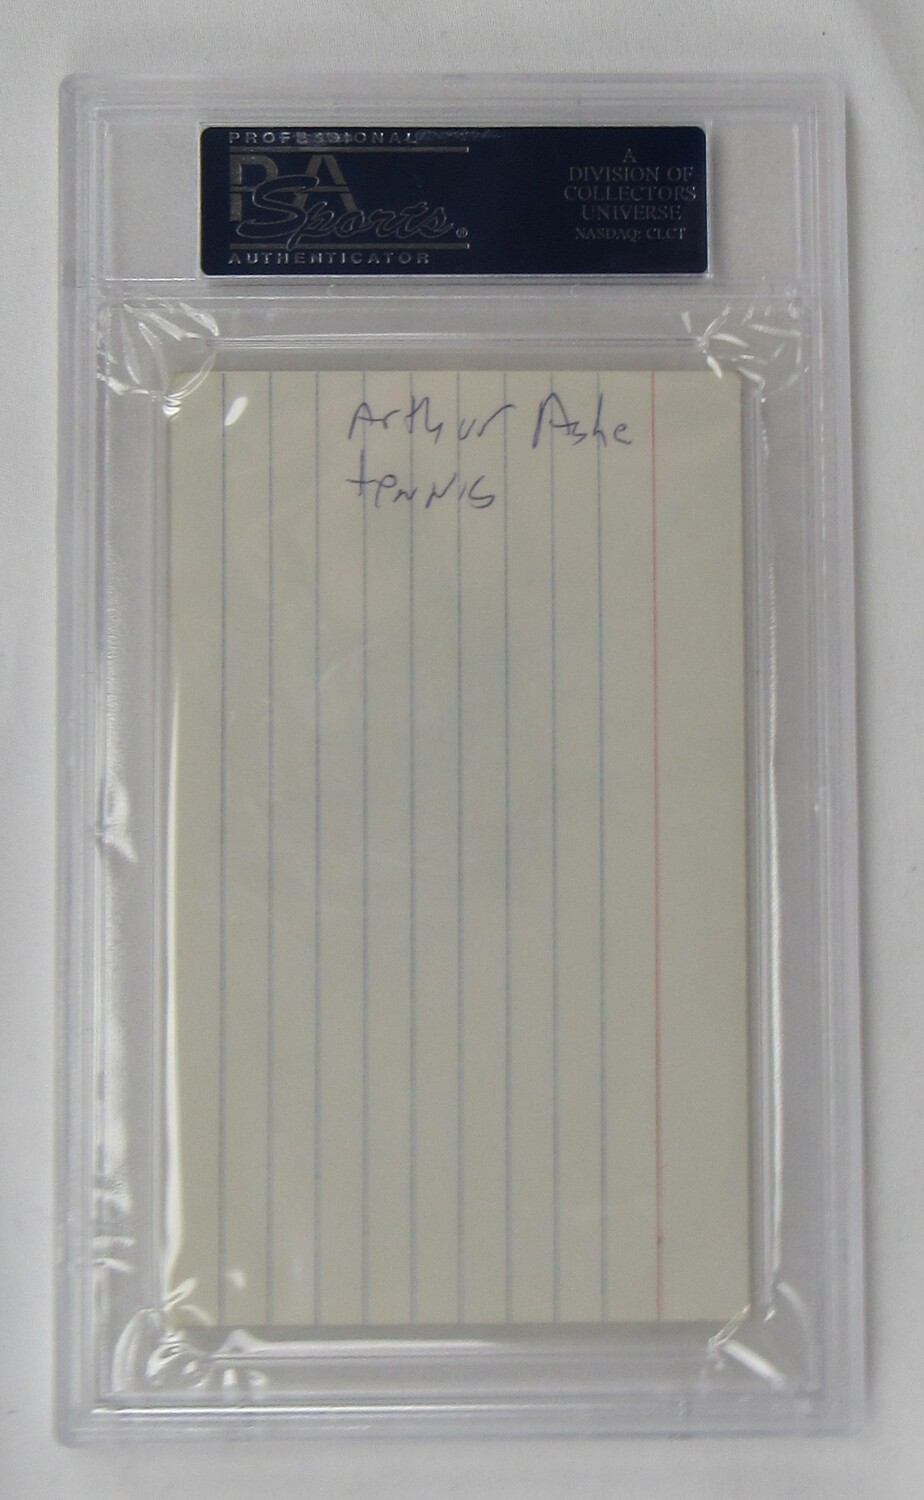 PROFESSIONAL
PSA
Sports®
AUTHENTICATOR
A
DIVISION OF
COLLECTORS
UNIVERSE
NASDAQ: CLCT
Arthur Ashe
tennis